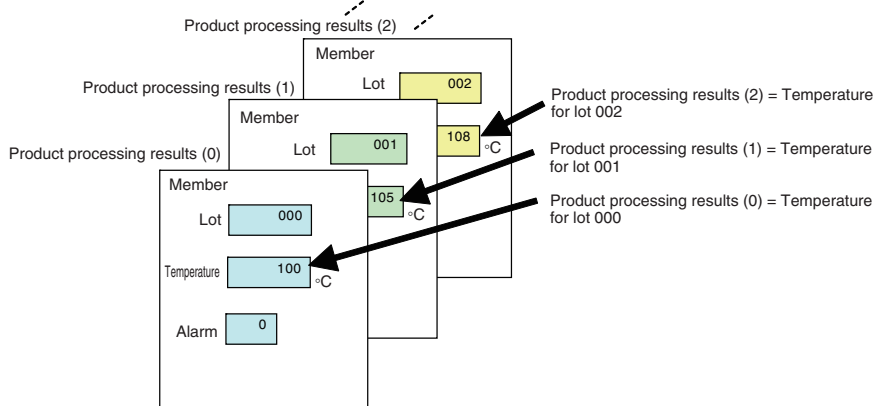 Product processing results (2)
Member
Lot 002
108 °C
Product processing results (1)
Member
Lot 001
105 °C
Product processing results (0)
Member
Lot 000
Temperature 100 °C
Alarm 0
Product processing results (2) = Temperature
for lot 002
Product processing results (1) = Temperature
for lot 001
Product processing results (0) = Temperature
for lot 000